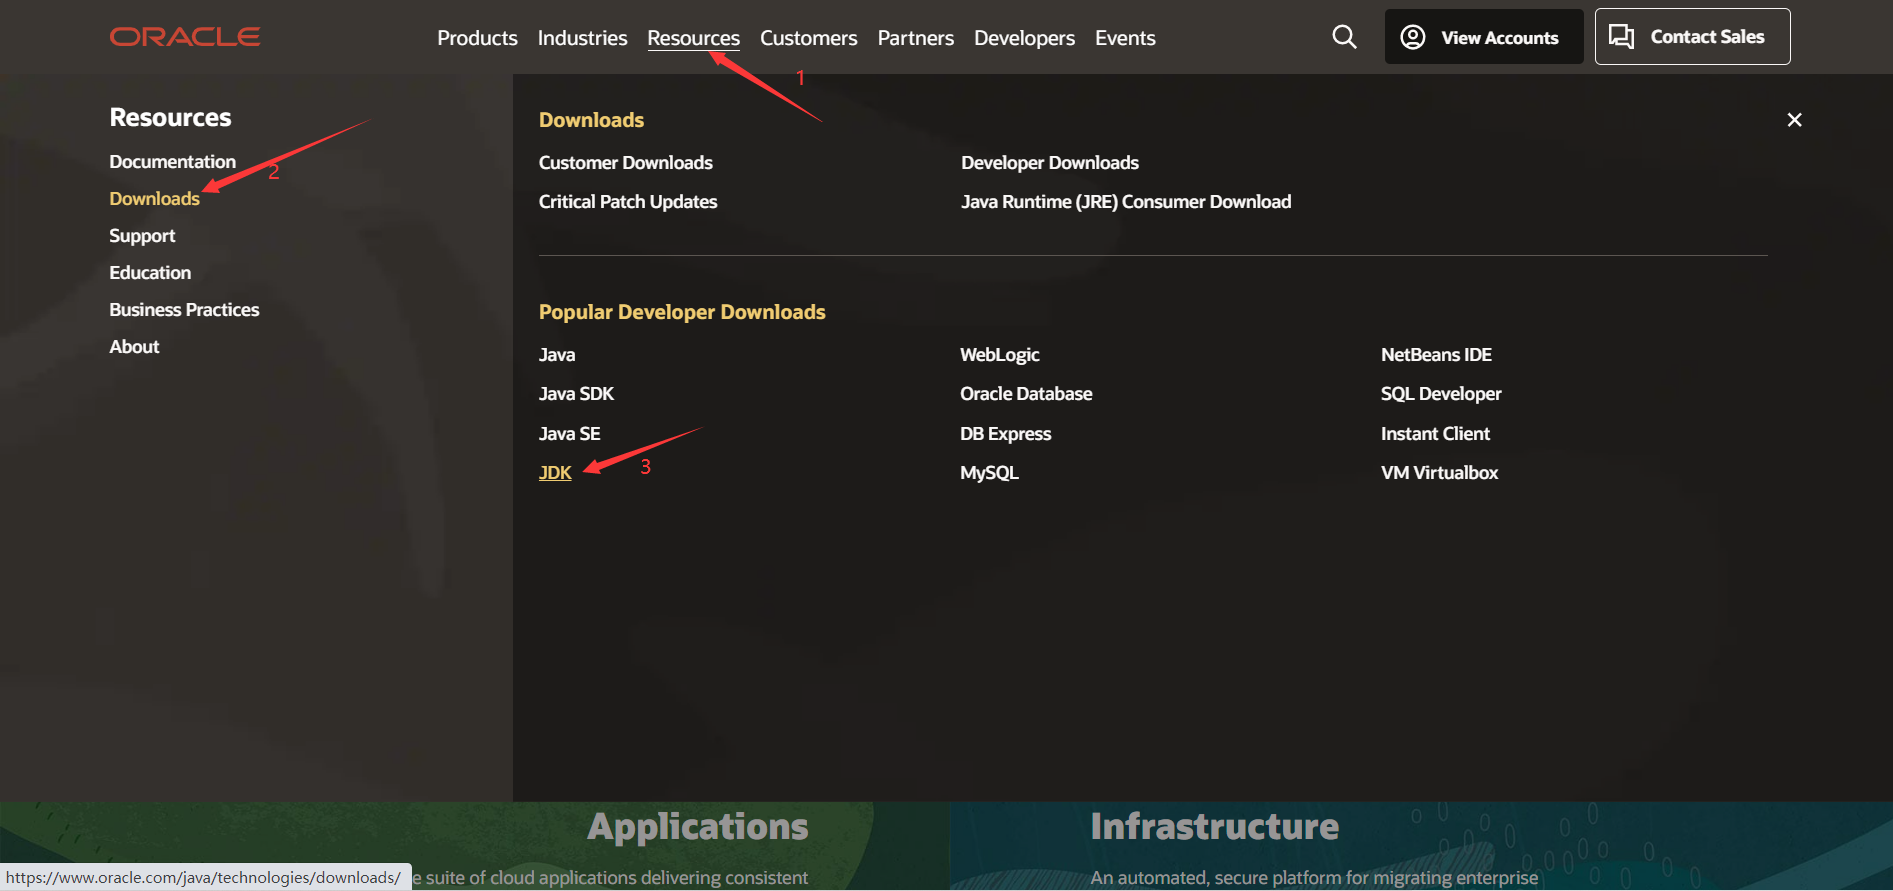 ORACLE
Products Industries Resources Customers Partners Developers Events
View Accounts
Contact Sales
1
Resources
Documentation
2
Downloads
Support
Education
Business Practices
About
Downloads
Customer Downloads
Developer Downloads
Critical Patch Updates
Java Runtime (JRE) Consumer Download
Popular Developer Downloads
Java
WebLogic
NetBeans IDE
Java SDK
Oracle Database
SQL Developer
Java SE
DB Express
Instant Client
JDK
3
MySQL
VM Virtualbox
Applications
Infrastructure
https://www.oracle.com/java/technologies/downloads/
e suite of cloud applications delivering consistent
An automated, secure platform for migrating enterprise